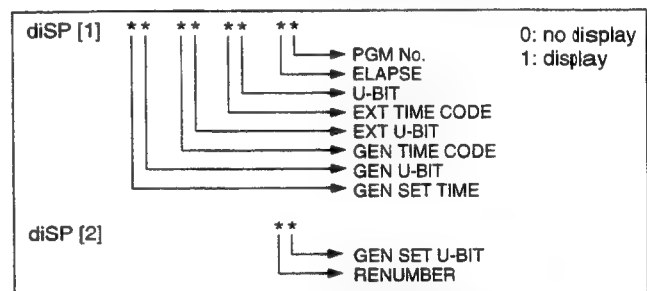 diSP [1] ** ** ** **
0: no display
1: display
PGM No.
ELAPSE
U-BIT
EXT TIME CODE
EXT U-BIT
GEN TIME CODE
GEN U-BIT
GEN SET TIME
diSP [2] **
GEN SET U-BIT
RENUMBER